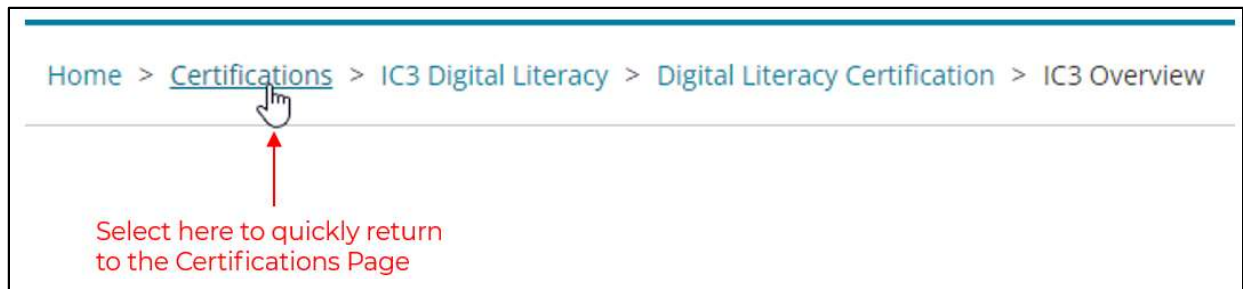 Home > Certifications > IC3 Digital Literacy > Digital Literacy Certification > IC3 Overview
Select here to quickly return
to the Certifications Page